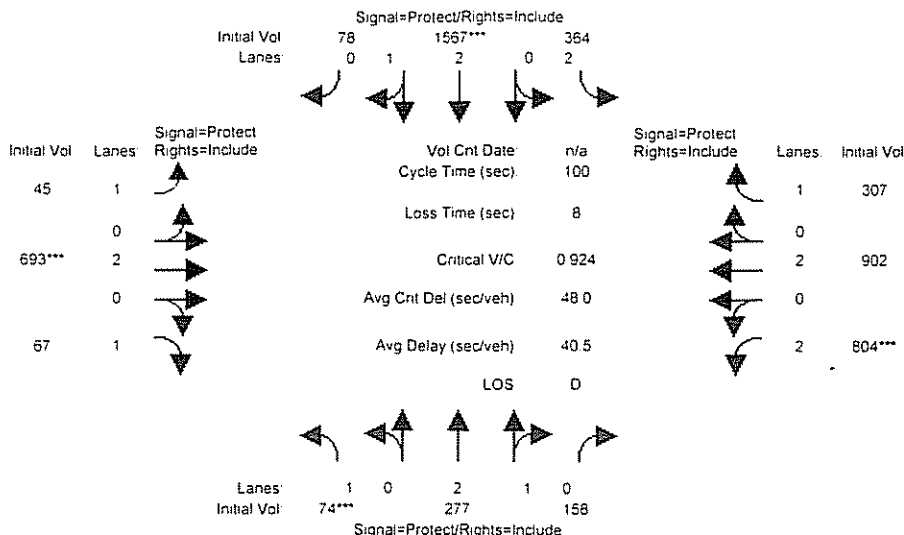 Signal=Protect/Rights=Include
Initial Vol 78 1567*** 364
Lanes: 0 1 2 0 2
Signal=Protect Signal=Protect
Initial Vol Lanes: Rights=Include Vol Cnt Date: n/a Rights=Include Lanes: Initial Vol
Cycle Time (sec): 100
45 1 1 307
Loss Time (sec): 8
0 0
693*** 2 Critical V/C 0 924 2 902
0 Avg Crit Del (sec/veh) 48 0 0
67 1 Avg Delay (sec/veh) 40.5 2 804***
LOS D
Lanes: 1 0 2 1 0
Initial Vol: 74*** 277 158
Signal=Protect/Rights=Include